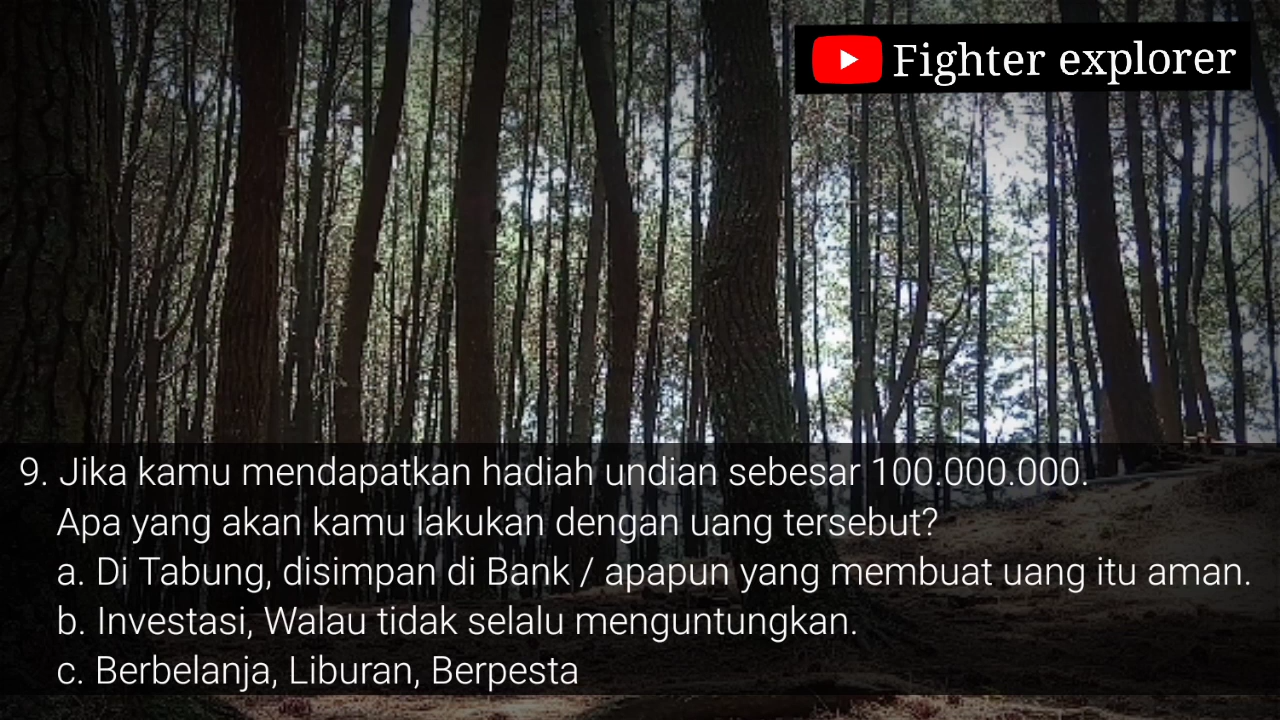 Fighter explorer
9. Jika kamu mendapatkan hadiah undian sebesar 100.000.000.
Apa yang akan kamu lakukan dengan uang tersebut?
a. Di Tabung, disimpan di Bank / apapun yang membuat uang itu aman.
b. Investasi, Walau tidak selalu menguntungkan.
c. Berbelanja, Liburan, Berpesta